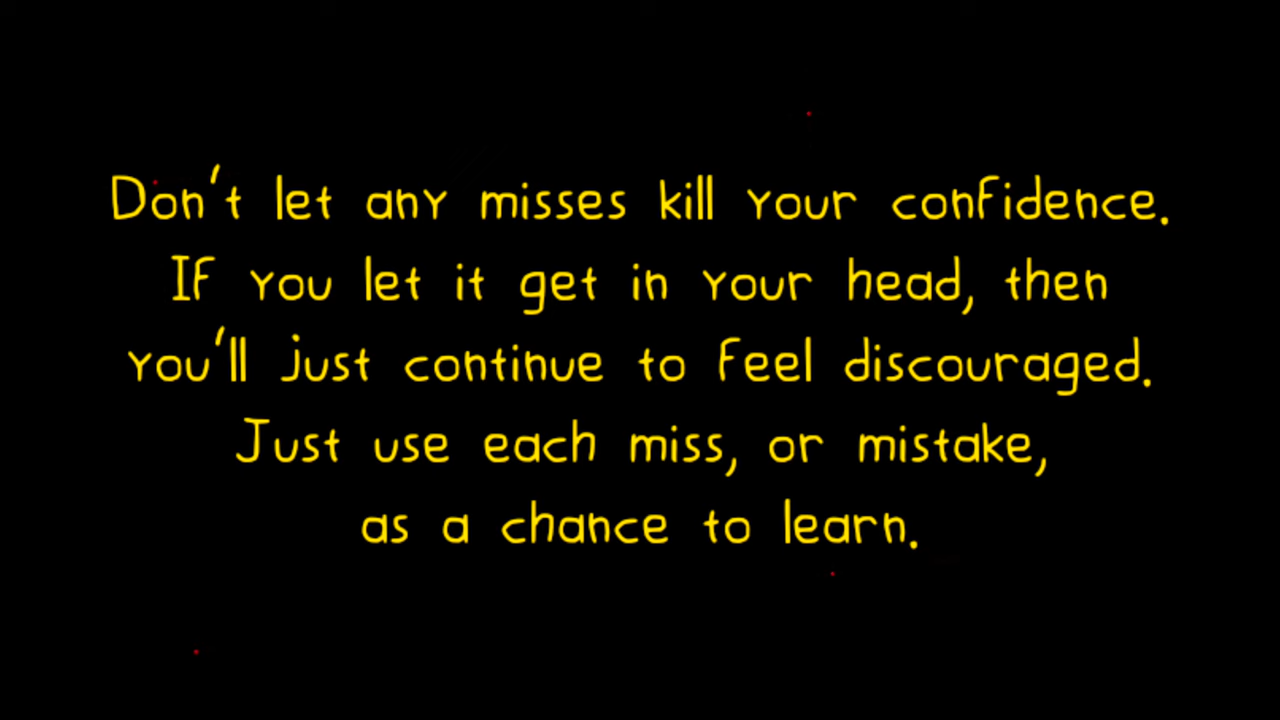 Don't let any misses kill your confidence.
If you let it get in your head, then
you'll just continue to feel discouraged.
Just use each miss, or mistake,
as a chance to learn.